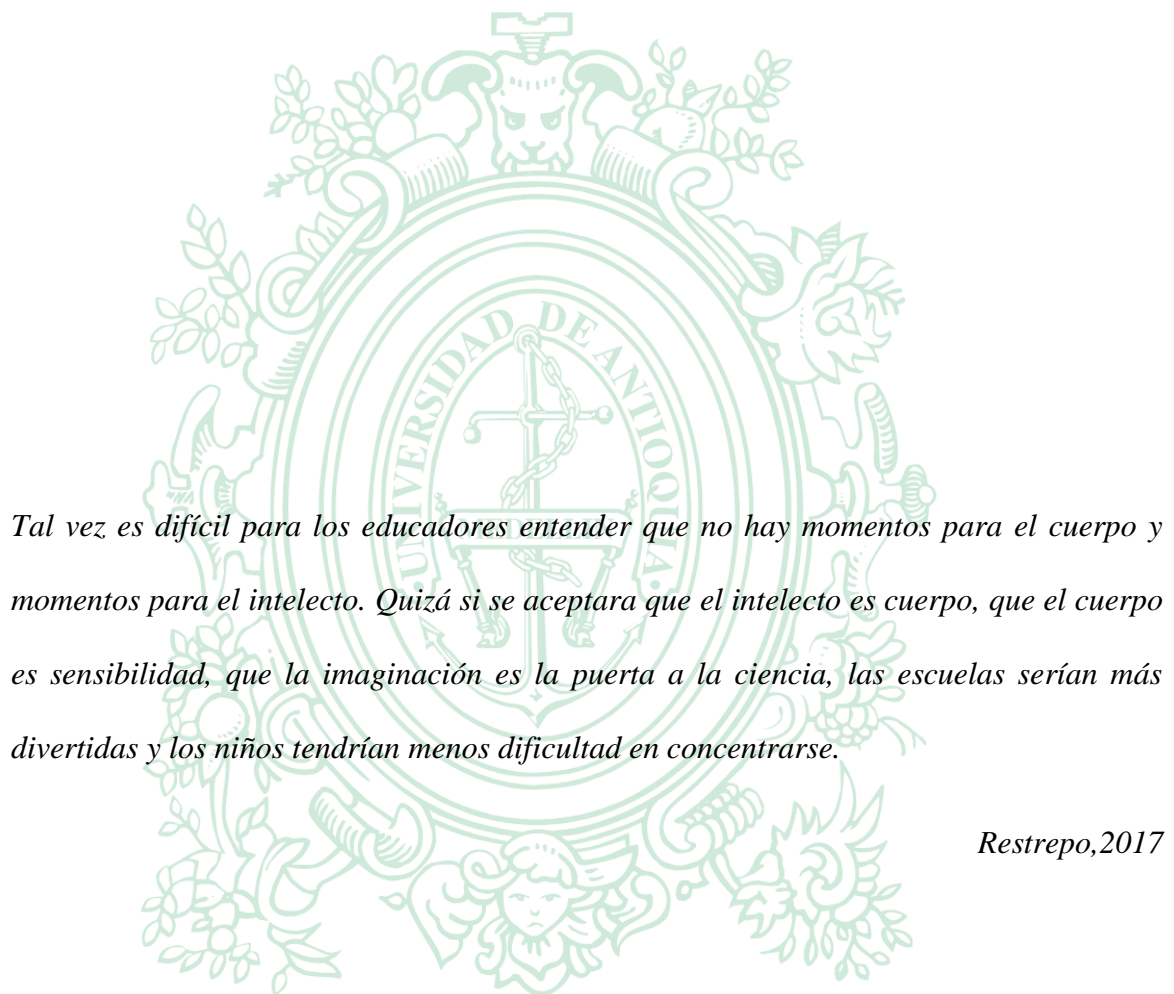 UNIVERSIDAD DE ANTIOQUIA
Tal vez es difícil para los educadores entender que no hay momentos para el cuerpo y
momentos para el intelecto. Quizá si se aceptara que el intelecto es cuerpo, que el cuerpo
es sensibilidad, que la imaginación es la puerta a la ciencia, las escuelas serían más
divertidas y los niños tendrían menos dificultad en concentrarse.
Restrepo,2017